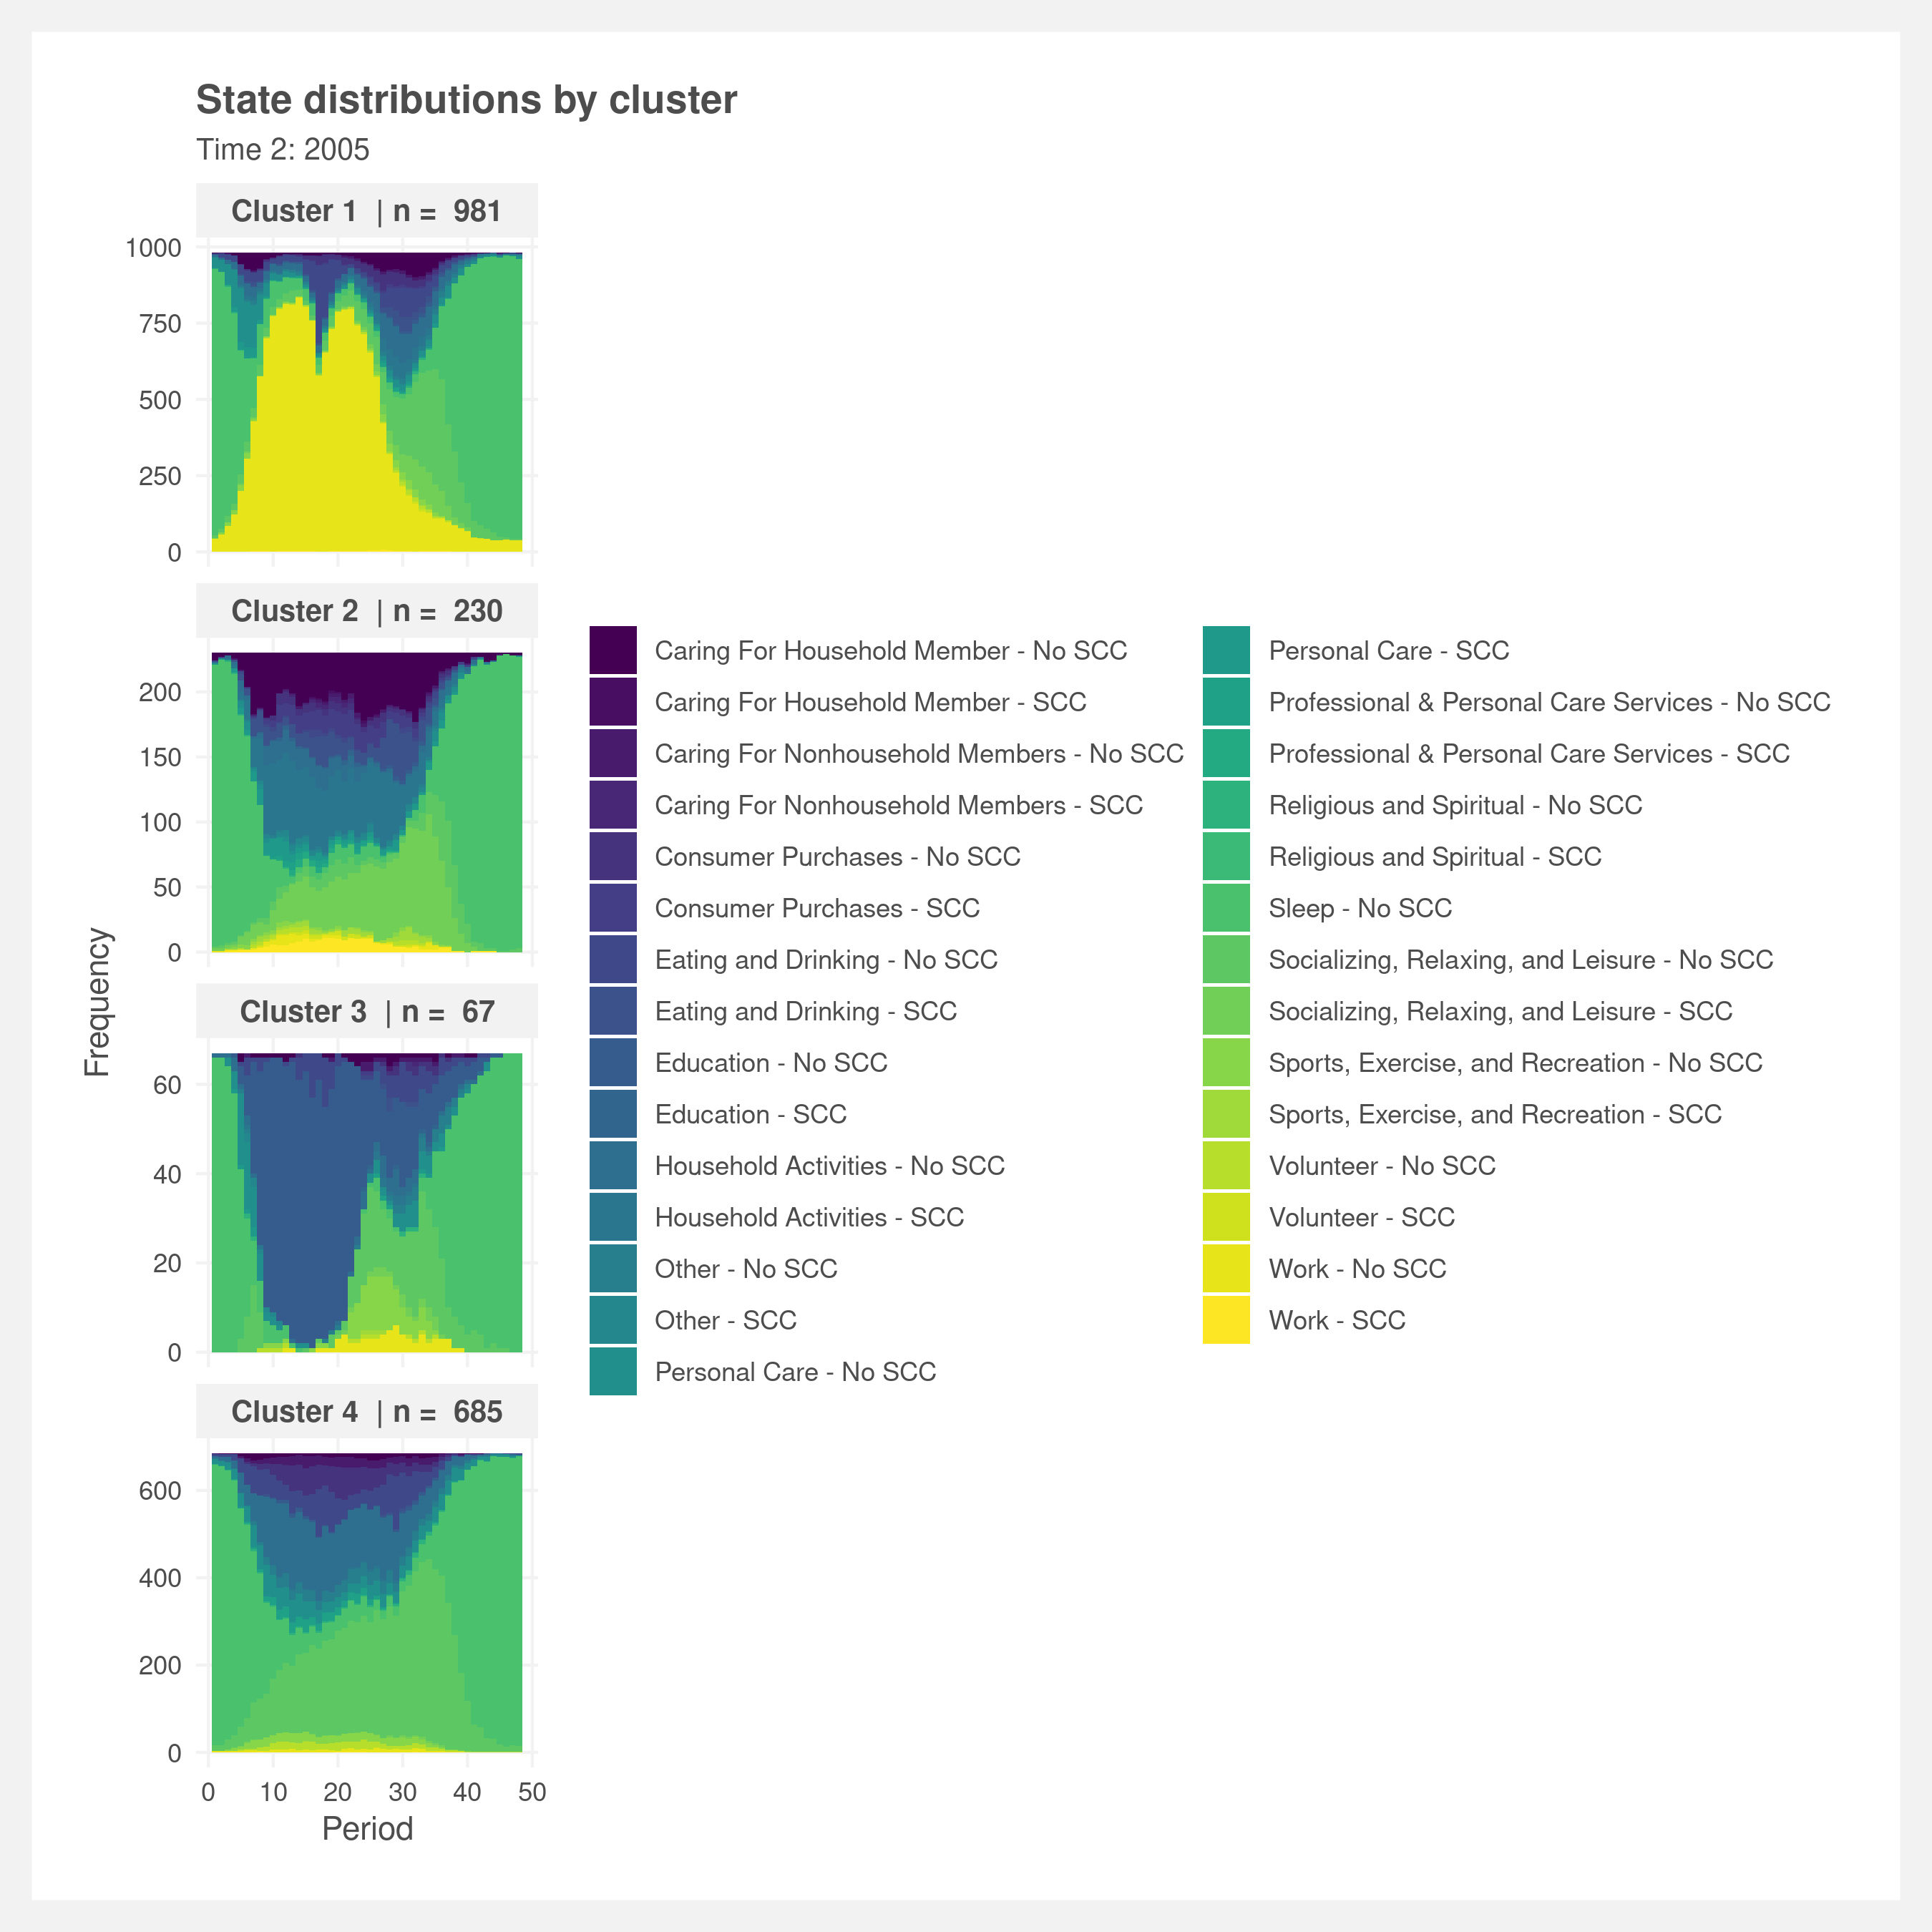 State distributions by cluster
Time 2: 2005
Cluster 1 | n = 981
1000
750
500
250
0
Cluster 2 | n = 230
200
150
100
50
0
Cluster 3 | n = 67
60
40
20
0
Cluster 4 | n = 685
600
400
200
0
0 10 20 30 40 50
Period
Frequency
Caring For Household Member - No SCC
Caring For Household Member - SCC
Caring For Nonhousehold Members - No SCC
Caring For Nonhousehold Members - SCC
Consumer Purchases - No SCC
Consumer Purchases - SCC
Eating and Drinking - No SCC
Eating and Drinking - SCC
Education - No SCC
Education - SCC
Household Activities - No SCC
Household Activities - SCC
Other - No SCC
Other - SCC
Personal Care - No SCC
Personal Care - SCC
Professional & Personal Care Services - No SCC
Professional & Personal Care Services - SCC
Religious and Spiritual - No SCC
Religious and Spiritual - SCC
Sleep - No SCC
Socializing, Relaxing, and Leisure - No SCC
Socializing, Relaxing, and Leisure - SCC
Sports, Exercise, and Recreation - No SCC
Sports, Exercise, and Recreation - SCC
Volunteer - No SCC
Volunteer - SCC
Work - No SCC
Work - SCC